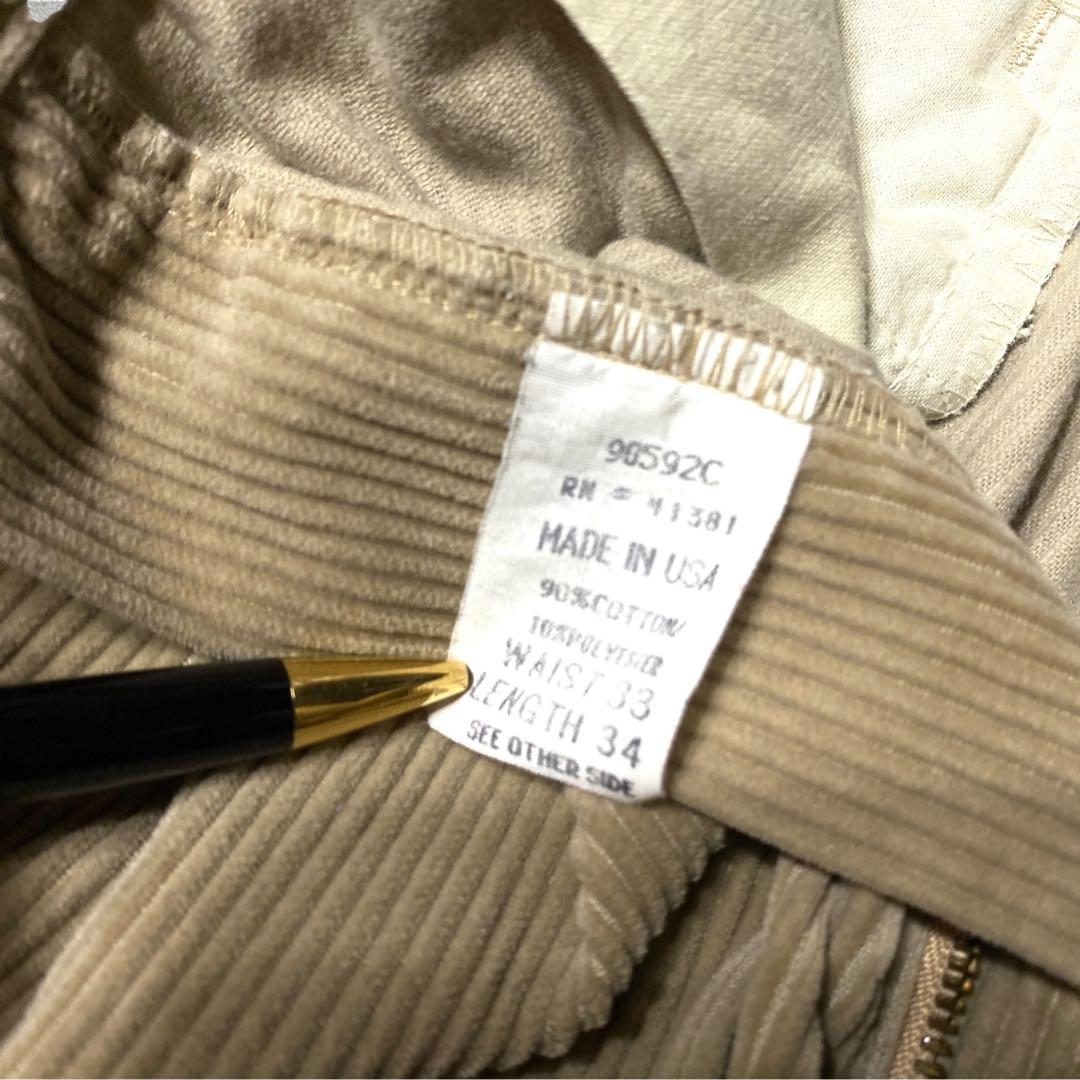 90592C
RN # 41381
MADE IN USA
90%COTTON/
10%POLYESTER
WAIST 33
LENGTH 34
SEE OTHER SIDE